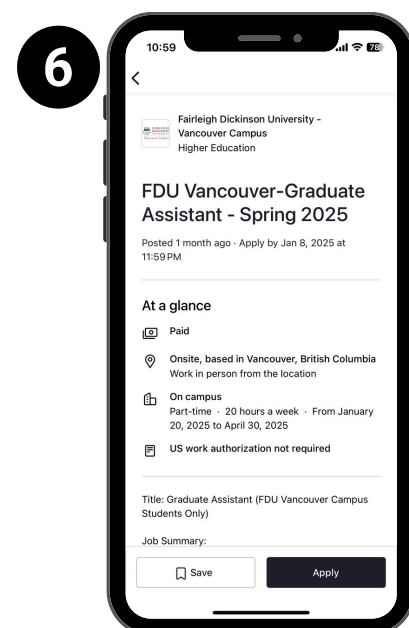 6
10:59
78
Fairleigh Dickinson University -
Vancouver Campus
Higher Education
FDU Vancouver-Graduate
Assistant - Spring 2025
Posted 1 month ago · Apply by Jan 8, 2025 at
11:59 PM
At a glance
Paid
Onsite, based in Vancouver, British Columbia
Work in person from the location
On campus
Part-time · 20 hours a week · From January
20, 2025 to April 30, 2025
US work authorization not required
Title: Graduate Assistant (FDU Vancouver Campus
Students Only)
Job Summary:
Save
Apply